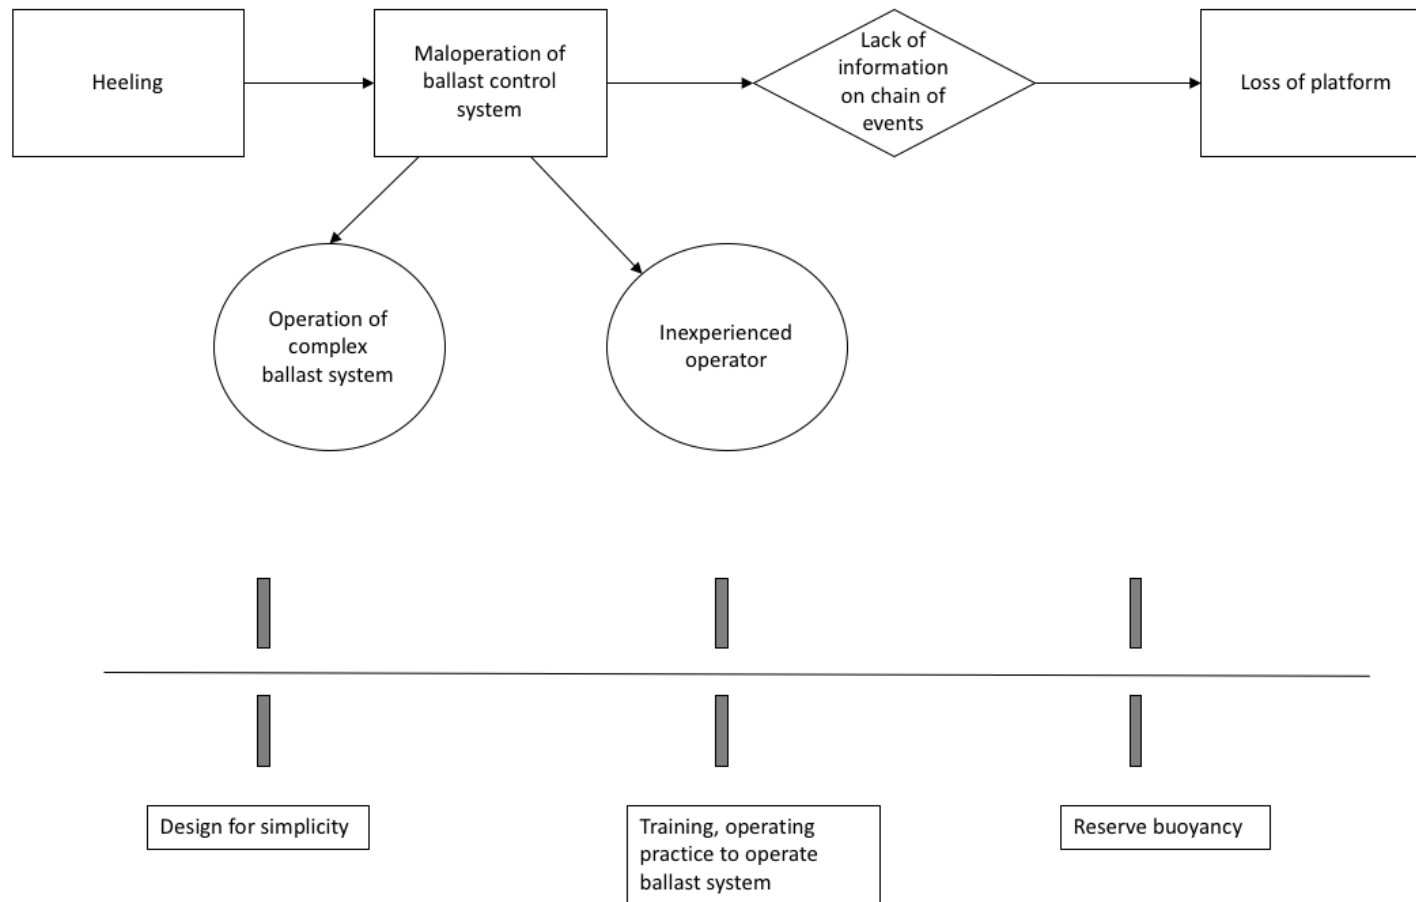 Heeling
Maloperation of
ballast control
system
Lack of
information
on chain of
events
Loss of platform
Operation of
complex
ballast system
Inexperienced
operator
Design for simplicity
Training, operating
practice to operate
ballast system
Reserve buoyancy